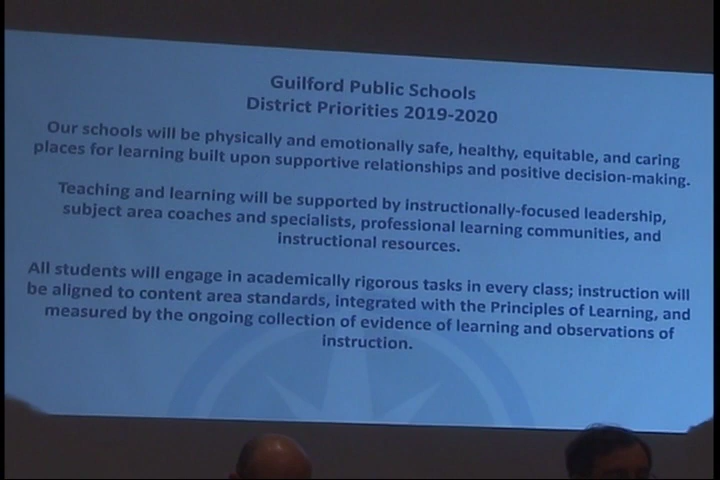 Guilford Public Schools
District Priorities 2019-2020
Our schools will be physically and emotionally safe, healthy, equitable, and caring
places for learning built upon supportive relationships and positive decision-making.
Teaching and learning will be supported by instructionally-focused leadership,
subject area coaches and specialists, professional learning communities, and
instructional resources.
All students will engage in academically rigorous tasks in every class; instruction will
be aligned to content area standards, integrated with the Principles of Learning, and
measured by the ongoing collection of evidence of learning and observations of
instruction.